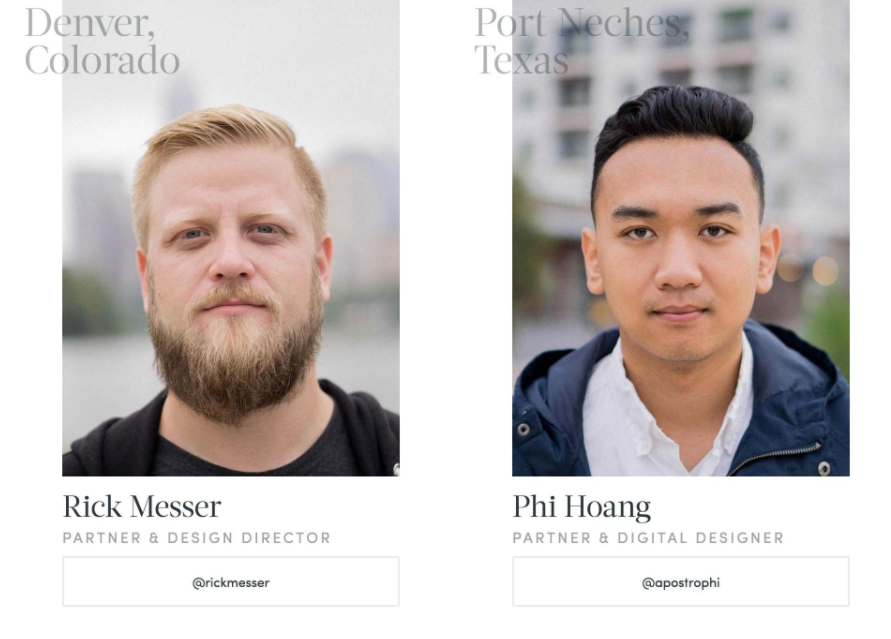 Denver,
Colorado
Rick Messer
PARTNER & DESIGN DIRECTOR
@rickmesser
Port Neches,
Texas
Phi Hoang
PARTNER & DIGITAL DESIGNER
@apostrophi